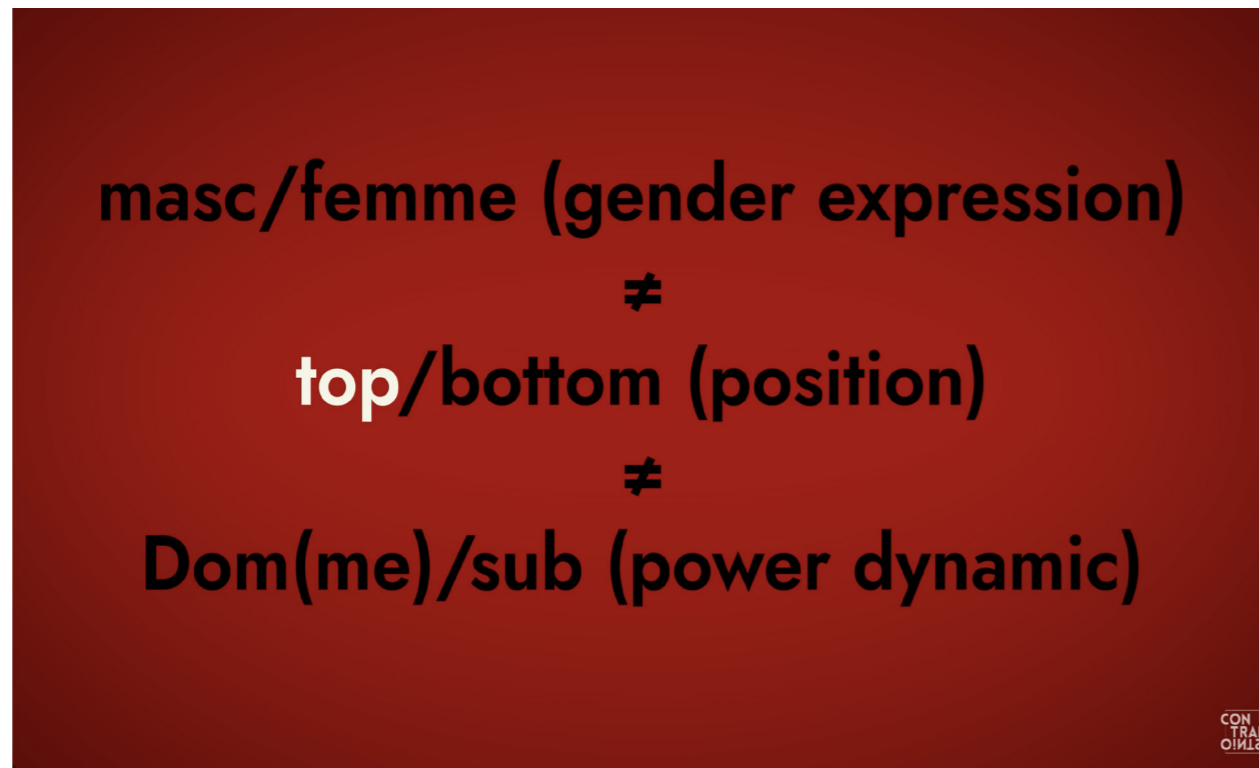 masc/femme (gender expression)
≠
top/bottom (position)
≠
Dom(me)/sub (power dynamic)
CON
TRA